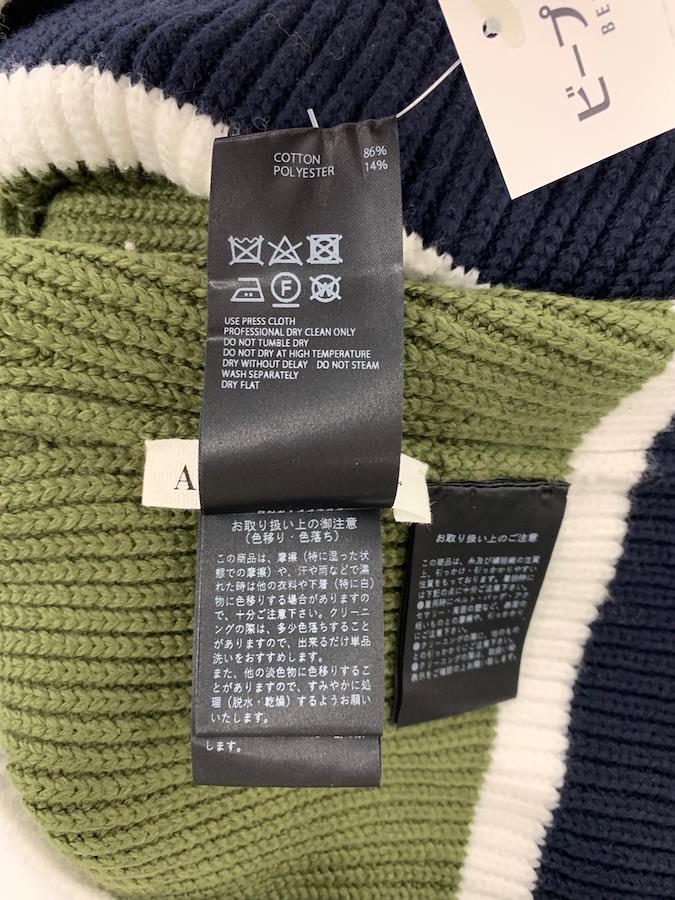 ビープ
BE
COTTON 86%
POLYESTER 14%
F
W
USE PRESS CLOTH
PROFESSIONAL DRY CLEAN ONLY
DO NOT TUMBLE DRY
DO NOT DRY AT HIGH TEMPERATURE
DRY WITHOUT DELAY DO NOT STEAM
WASH SEPARATELY
DRY FLAT
A
お取り扱い上の御注意
(色移り・色落ち)
この商品は、摩擦(特に湿った状
態での摩擦)や、汗や雨などで濡
れた時は他の衣料や下着(特に白)
物に色移りする場合がありますの
で、十分ご注意下さい。クリーニ
ングの際は、多少色落ちすること
がありますので、出来るだけ単品
洗いをおすすめします。
また、他の淡色物に色移りするこ
とがありますので、すみやかに処
理(脱水・乾燥)するようお願い
いたします。
します。
お取り扱い上のご注意
この商品は、